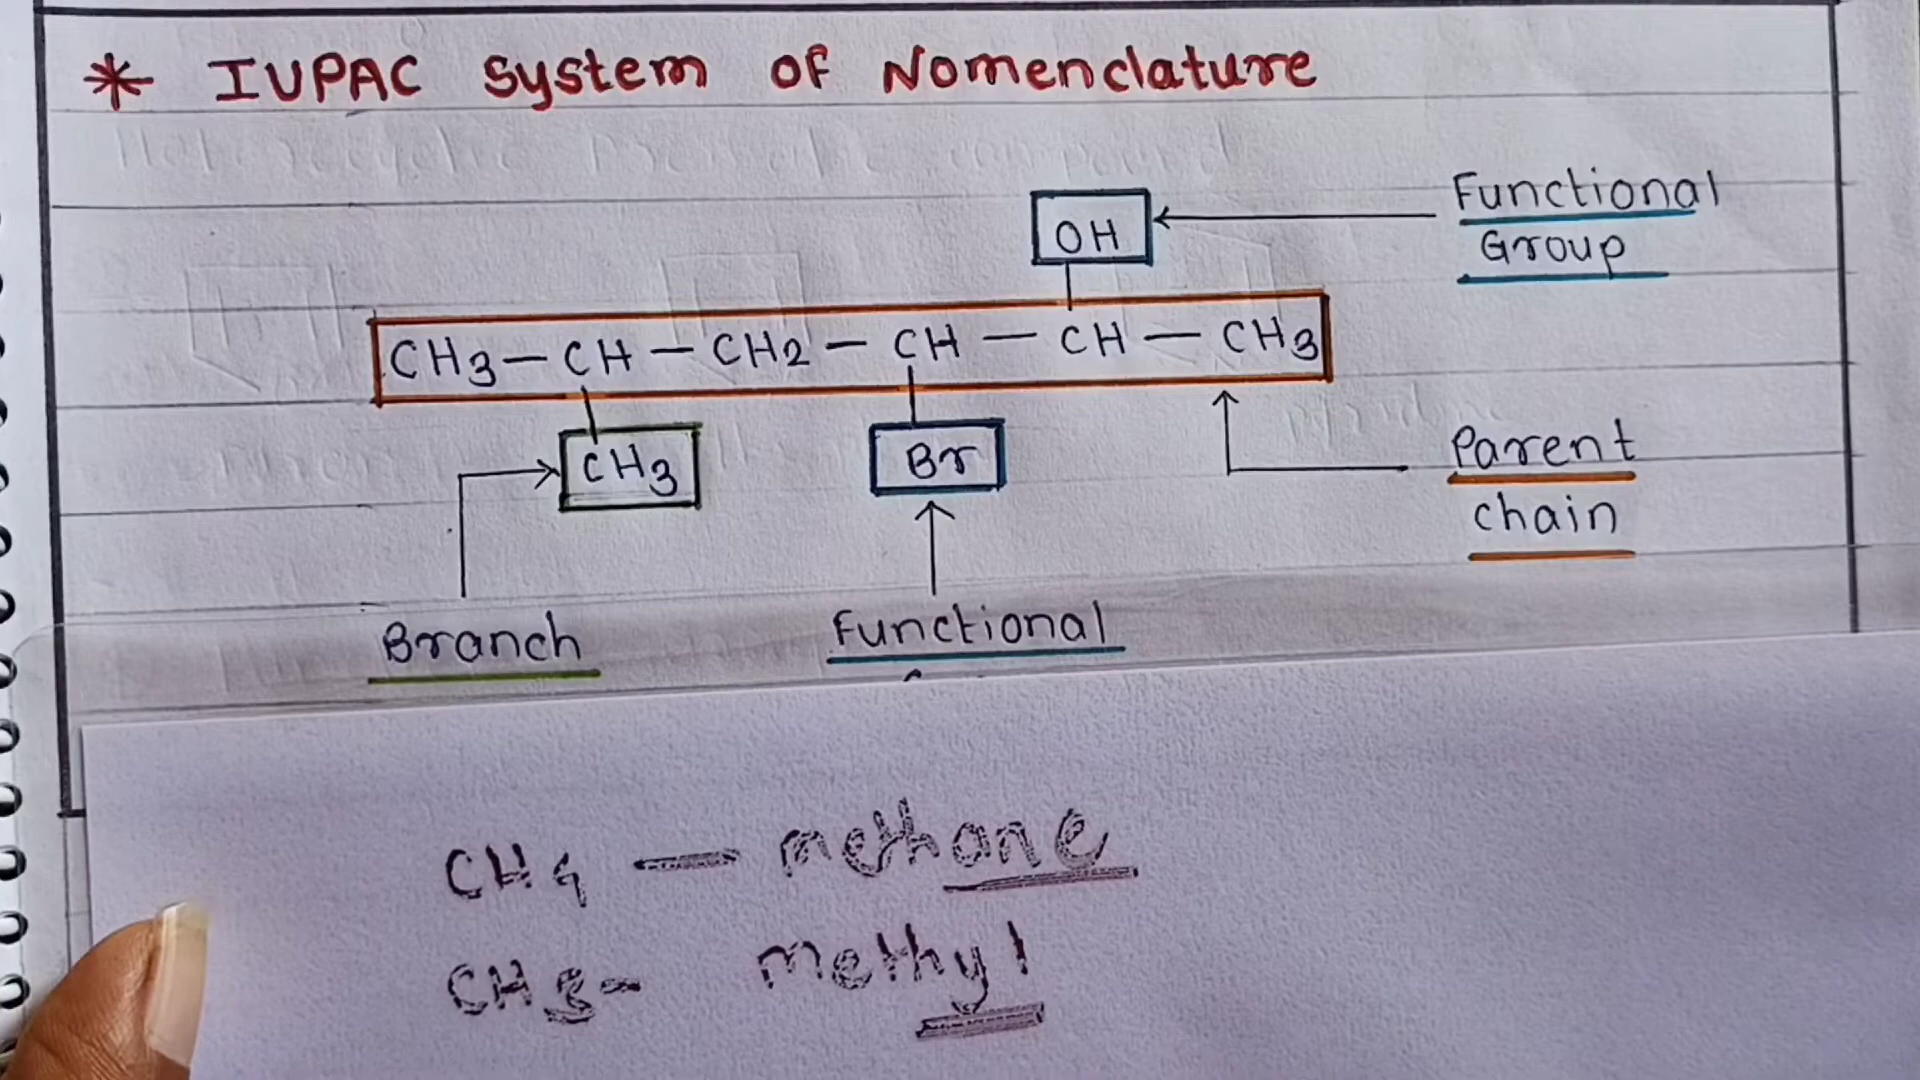 * IUPAC System of Nomenclature
Functional
Group
OH
CH3 — CH — CH2 — CH — CH — CH3
CH3
Br
Parent
chain
Branch
Functional
CH4 — methane
CH3- methyl